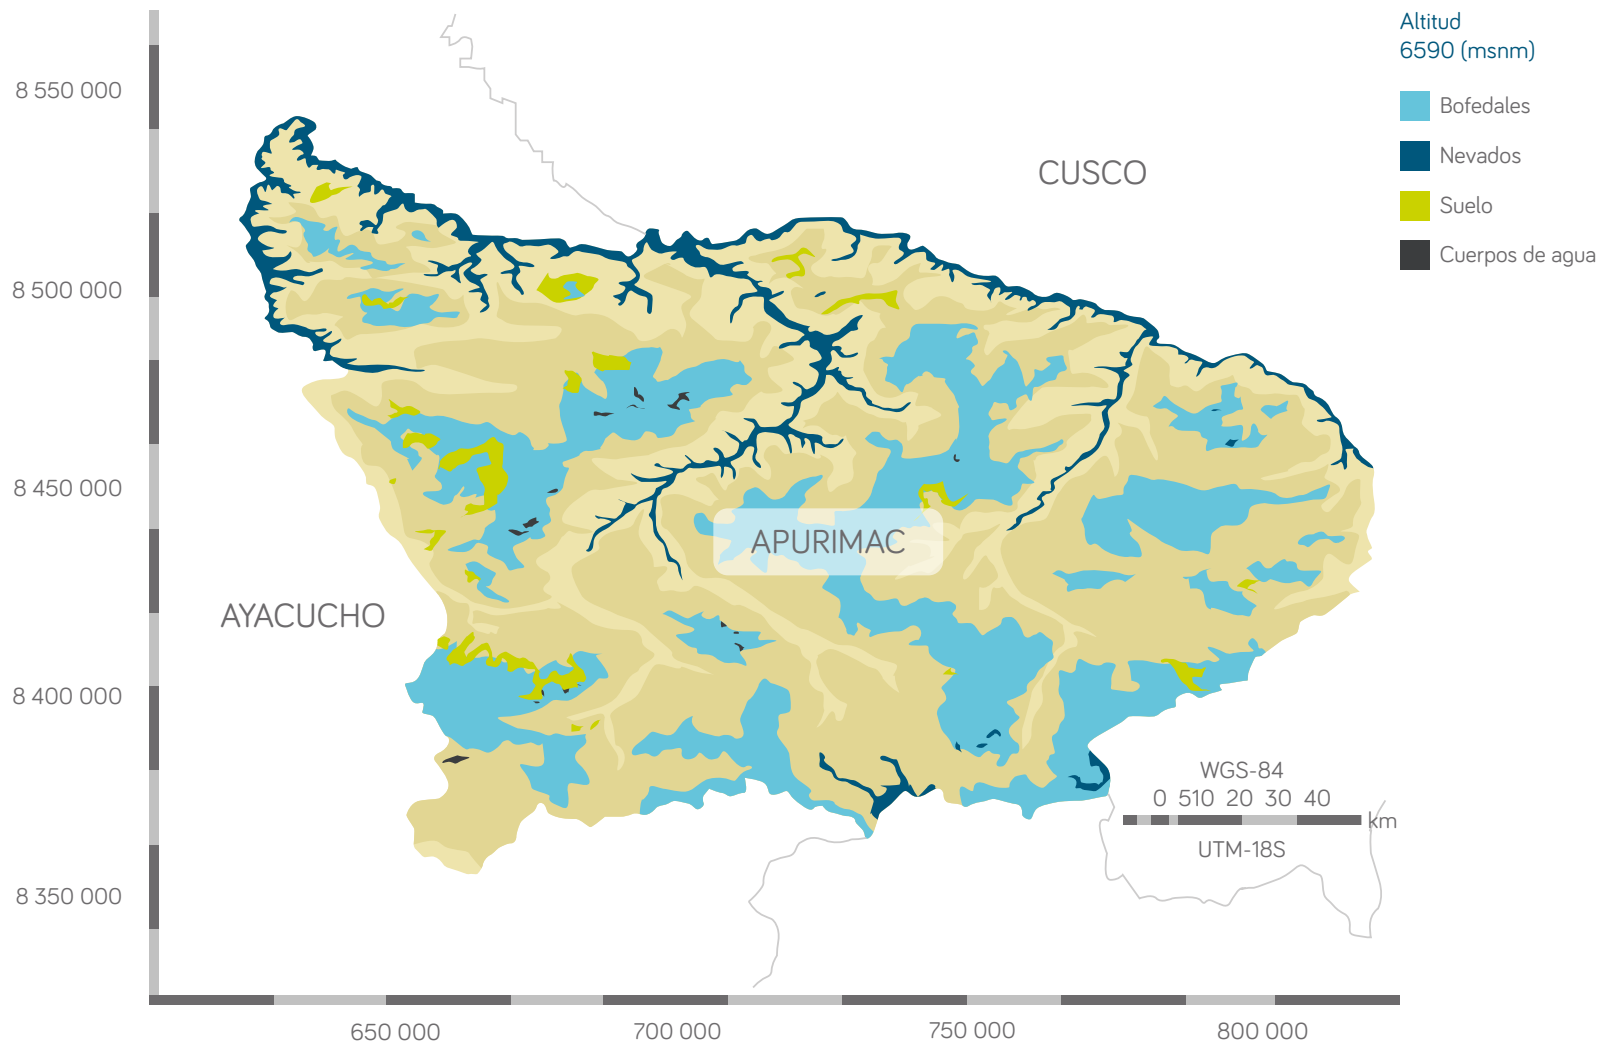 Altitud
6590 (msnm)
Bofedales
Nevados
Suelo
Cuerpos de agua
8 550 000
8 500 000
8 450 000
8 400 000
8 350 000
CUSCO
APURIMAC
AYACUCHO
WGS-84
0 510 20 30 40
km
UTM-18S
650 000 700 000 750 000 800 000